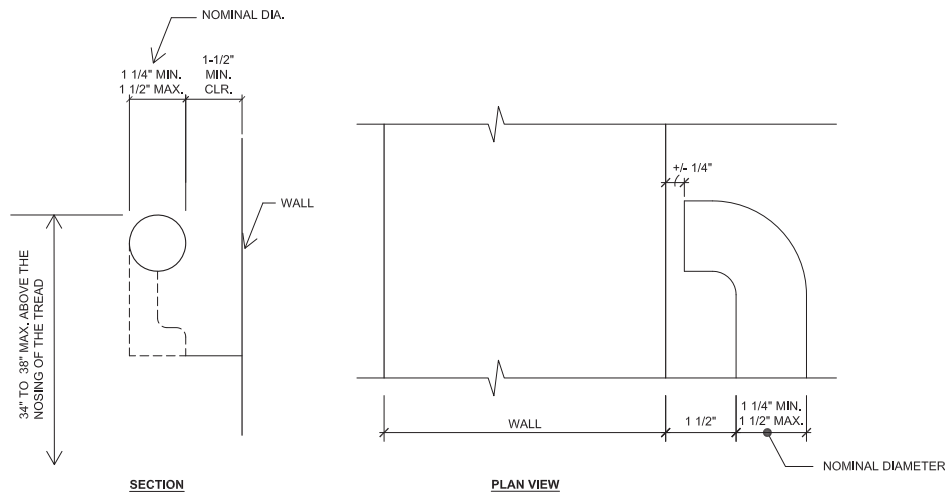 NOMINAL DIA.
1 1/4" MIN.
1 1/2" MAX.
1-1/2"
MIN.
CLR.
WALL
34" TO 38" MAX. ABOVE THE
NOSING OF THE TREAD
SECTION
+/- 1/4"
WALL
1 1/2"
1 1/4" MIN.
1 1/2" MAX.
NOMINAL DIAMETER
PLAN VIEW